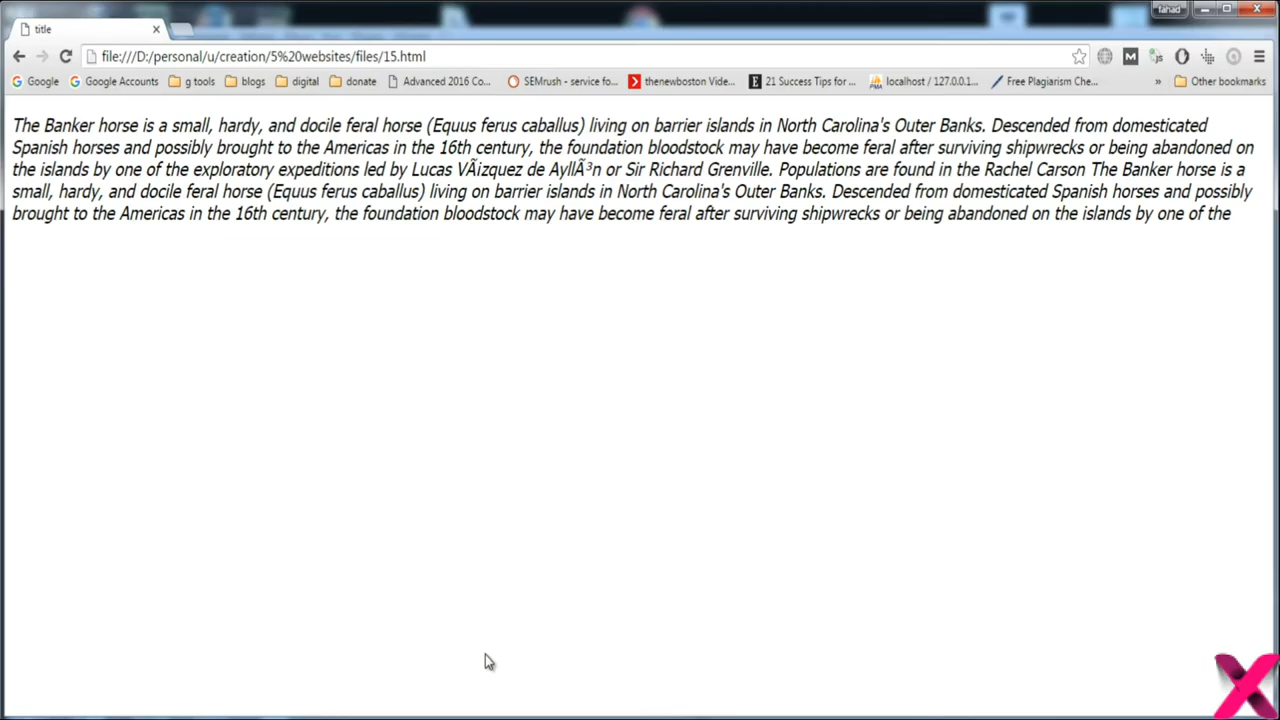 fahad
title
file:///D:/personal/u/creation/5%20websites/files/15.html
Google Google Accounts g tools blogs digital donate Advanced 2016 Co... SEMrush - service fo... thenewboston Vide... 21 Success Tips for ... localhost / 127.0.0.1... Free Plagiarism Che... » Other bookmarks
The Banker horse is a small, hardy, and docile feral horse (Equus ferus caballus) living on barrier islands in North Carolina's Outer Banks. Descended from domesticated
Spanish horses and possibly brought to the Americas in the 16th century, the foundation bloodstock may have become feral after surviving shipwrecks or being abandoned on
the islands by one of the exploratory expeditions led by Lucas VÃ¡zquez de AyllÃ³n or Sir Richard Grenville. Populations are found in the Rachel Carson The Banker horse is a
small, hardy, and docile feral horse (Equus ferus caballus) living on barrier islands in North Carolina's Outer Banks. Descended from domesticated Spanish horses and possibly
brought to the Americas in the 16th century, the foundation bloodstock may have become feral after surviving shipwrecks or being abandoned on the islands by one of the